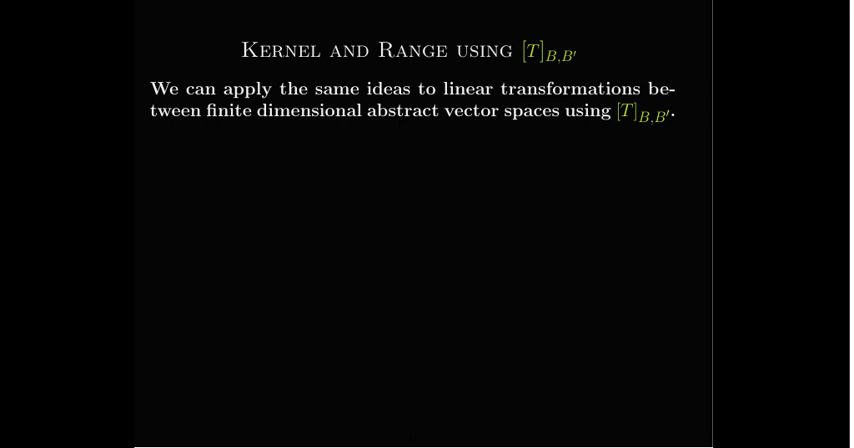 KERNEL AND RANGE USING [T]_{B,B'}
We can apply the same ideas to linear transformations be-
tween finite dimensional abstract vector spaces using [T]_{B,B'}.